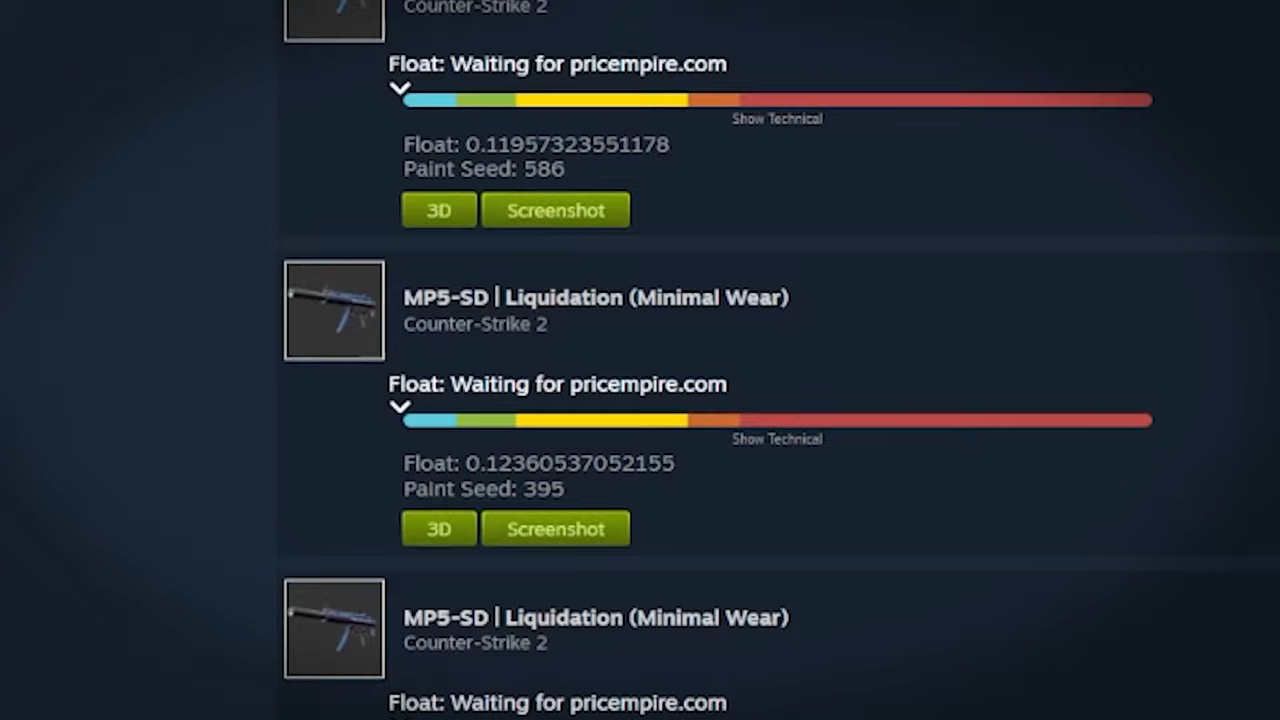 Counter-Strike 2
Float: Waiting for pricempire.com
Show Technical
Float: 0.11957323551178
Paint Seed: 586
3D Screenshot
MP5-SD | Liquidation (Minimal Wear)
Counter-Strike 2
Float: Waiting for pricempire.com
Show Technical
Float: 0.12360537052155
Paint Seed: 395
3D Screenshot
MP5-SD | Liquidation (Minimal Wear)
Counter-Strike 2
Float: Waiting for pricempire.com